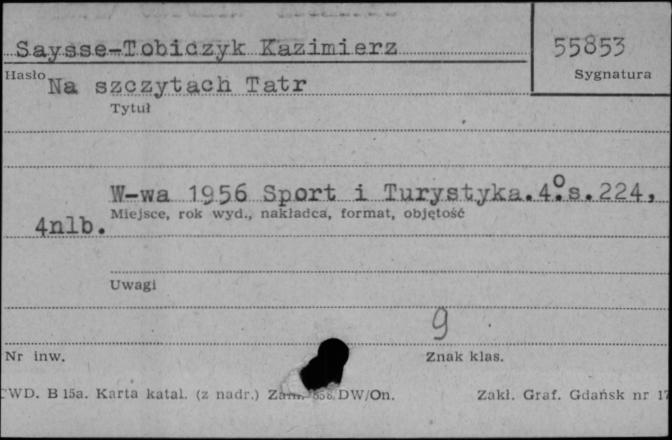 Saysse-Tobiczyk Kazimierz
55853
Hasło
Sygnatura
Na szczytach Tatr
Tytuł
W-wa 1956 Sport i Turystyka.4°s.224,
Miejsce, rok wyd., nakładca, format, objętość
4nlb.
Uwagi
9
Nr inw.
Znak klas.
CWD. B 15a. Karta katal. (z nadr.) Zam. DW/On.
Zakł. Graf. Gdańsk nr